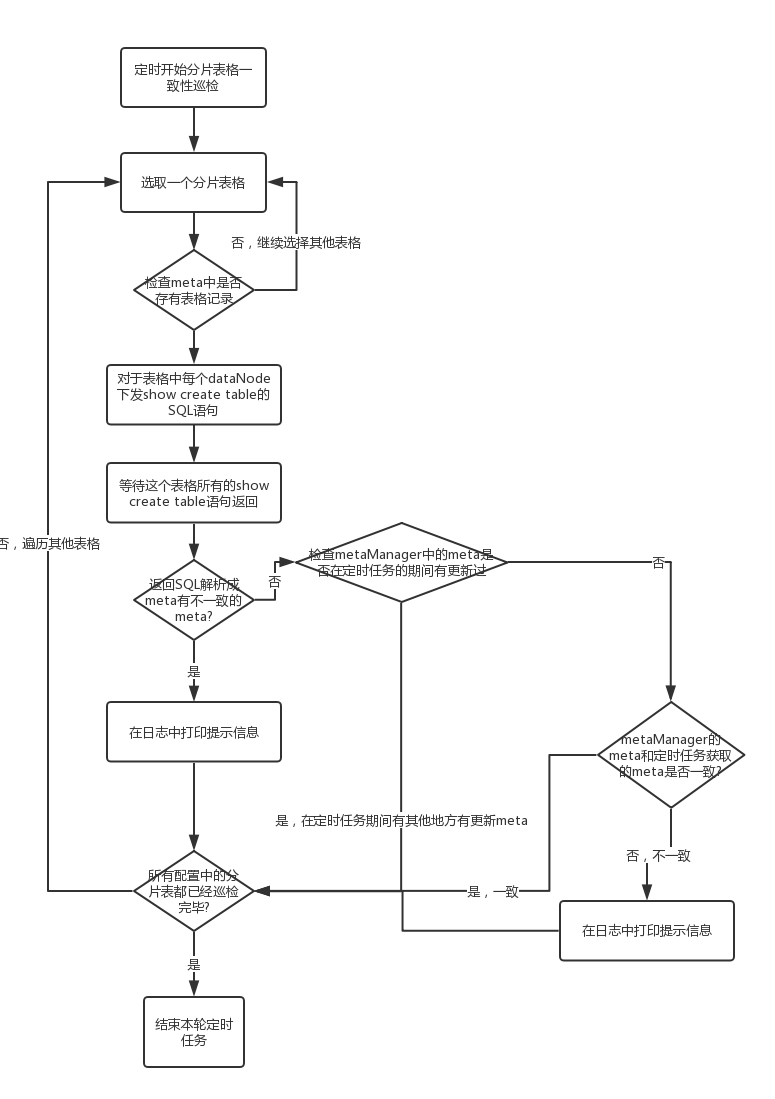 定时开始分片表格一
致性巡检
选取一个分片表格
否，继续选择其他表格
检查meta中是否
存有表格记录
对于表格中每个dataNode
下发show create table的
SQL语句
等待这个表格所有的show
create table语句返回
否，遍历其他表格
检查metaManager中的meta是
否在定时任务的期间有更新过
否
返回SQL解析成
meta有不一致的
meta?
否
是
在日志中打印提示信息
metaManager的
meta和定时任务获取
的meta是否一致?
是，在定时任务期间有其他地方有更新meta
否，不一致
所有配置中的分
片表都已经巡检
完毕?
是，一致
在日志中打印提示信息
是
结束本轮定时
任务